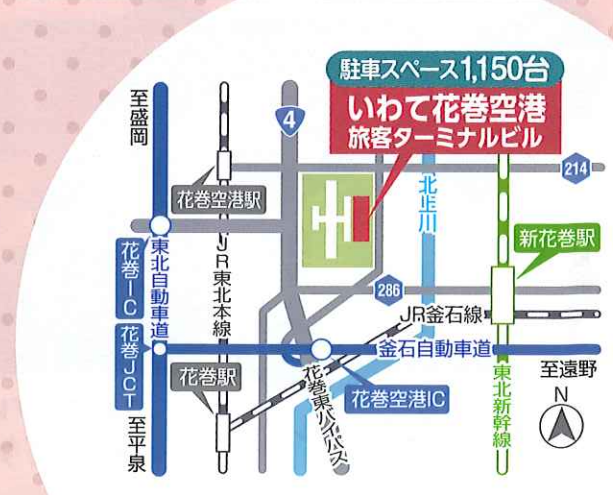 駐車スペース1,150台
いわて花巻空港
旅客ターミナルビル
至盛岡
4
214
花巻空港駅
北上川
新花巻駅
花巻IC
東北自動車道
JR東北本線
286
JR釜石線
花巻JCT
釜石自動車道
花巻駅
花巻空港IC
花巻東バイパス
東北新幹線
至遠野
至平泉
N